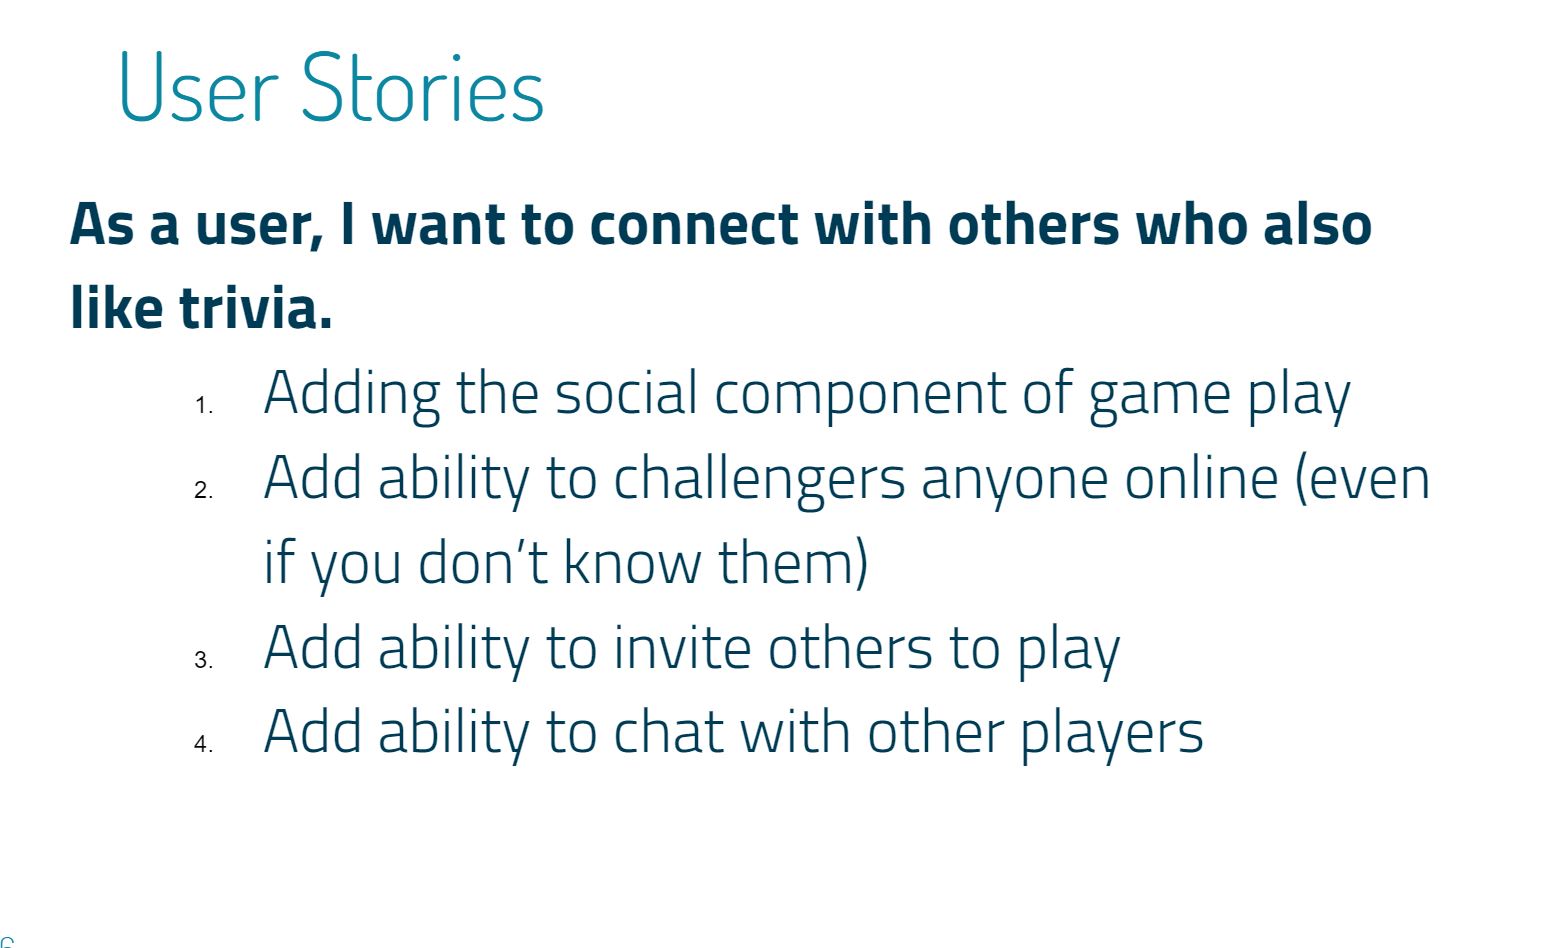 User Stories
As a user, I want to connect with others who also
like trivia.
1. Adding the social component of game play
2. Add ability to challengers anyone online (even
if you don’t know them)
3. Add ability to invite others to play
4. Add ability to chat with other players